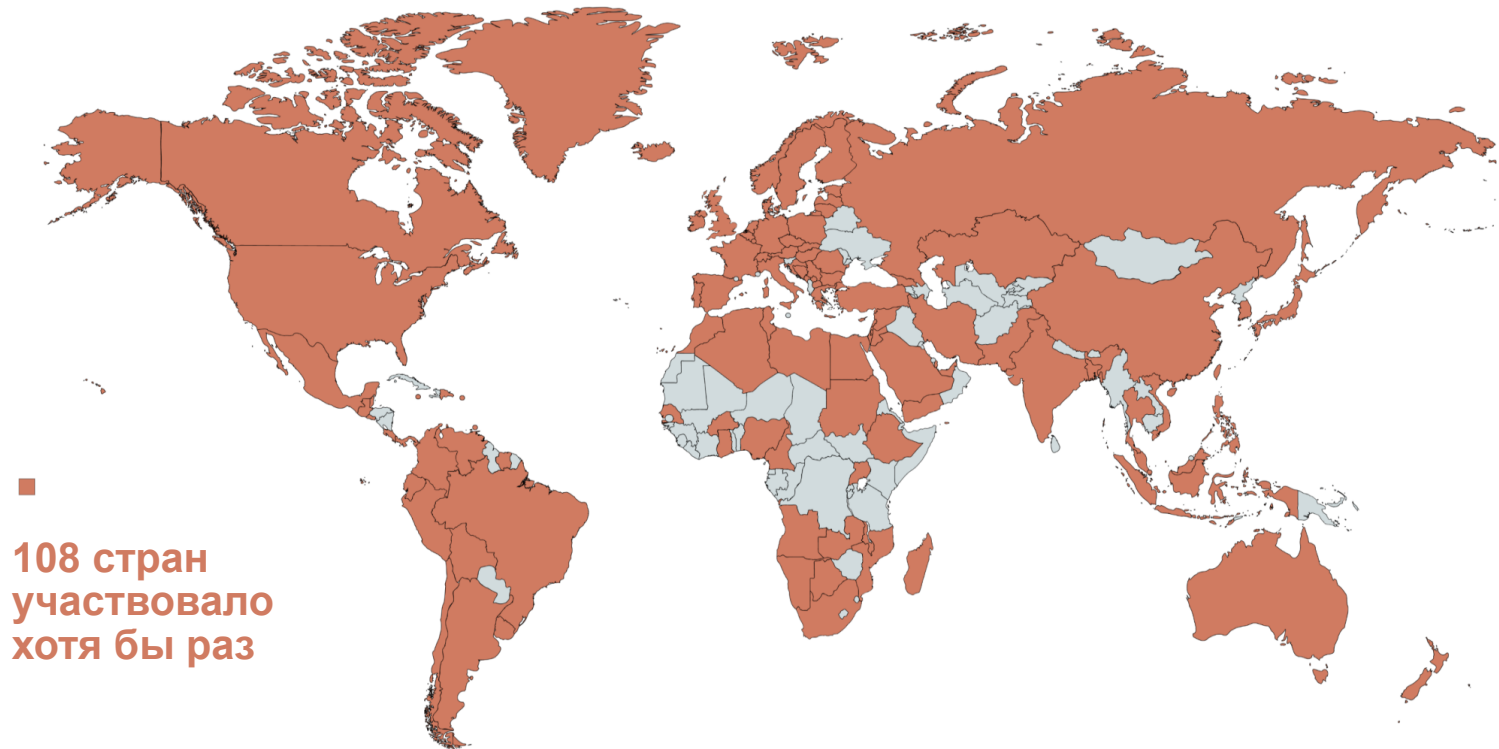 108 стран
участвовало
хотя бы раз